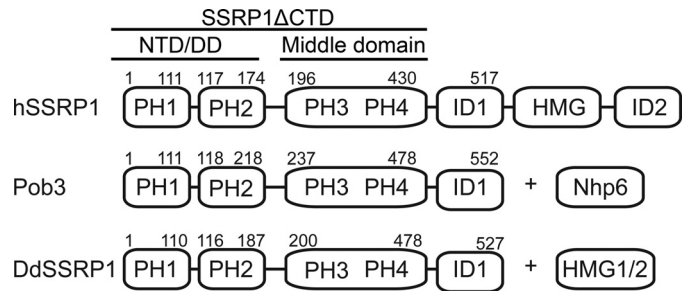 SSRP1ΔCTD
NTD/DD Middle domain
1 111 117 174 196 430 517
hSSRP1 PH1 PH2 PH3 PH4 ID1 HMG ID2
1 111 118 218 237 478 552
Pob3 PH1 PH2 PH3 PH4 ID1 + Nhp6
1 110 116 187 200 478 527
DdSSRP1 PH1 PH2 PH3 PH4 ID1 + HMG1/2